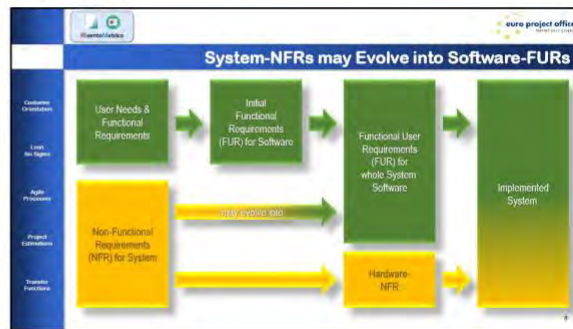 euro project office
System-NFRs may Evolve into Software-FURs
Customer
Orientation
Lean
Six Sigma
Agile
Processes
Project
Estimations
Transfer
Functions
User Needs &
Functional
Requirements
Initial
Functional
Requirements
(FUR) for Software
Functional User
Requirements
(FUR) for
whole System
Software
Implemented
System
Non-Functional
Requirements
(NFR) for System
may evolve into
Hardware-
NFR